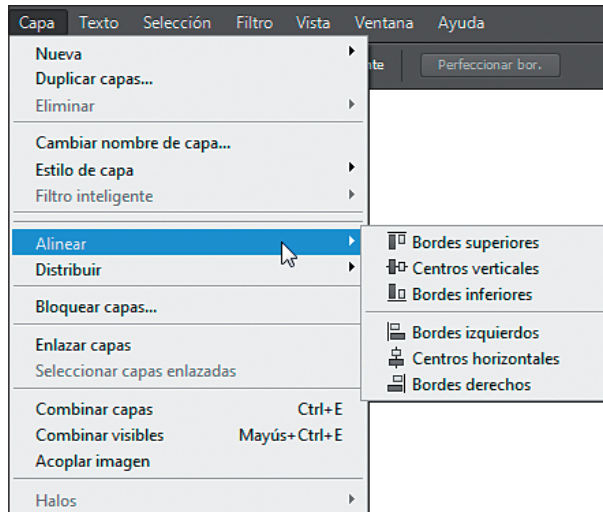 Capa Texto Selección Filtro Vista Ventana Ayuda
nte Perfeccionar bor.
Nueva
Duplicar capas...
Eliminar
Cambiar nombre de capa...
Estilo de capa
Filtro inteligente
Alinear
Distribuir
Bloquear capas...
Enlazar capas
Seleccionar capas enlazadas
Combinar capas Ctrl+E
Combinar visibles Mayús+Ctrl+E
Acoplar imagen
Halos
Bordes superiores
Centros verticales
Bordes inferiores
Bordes izquierdos
Centros horizontales
Bordes derechos